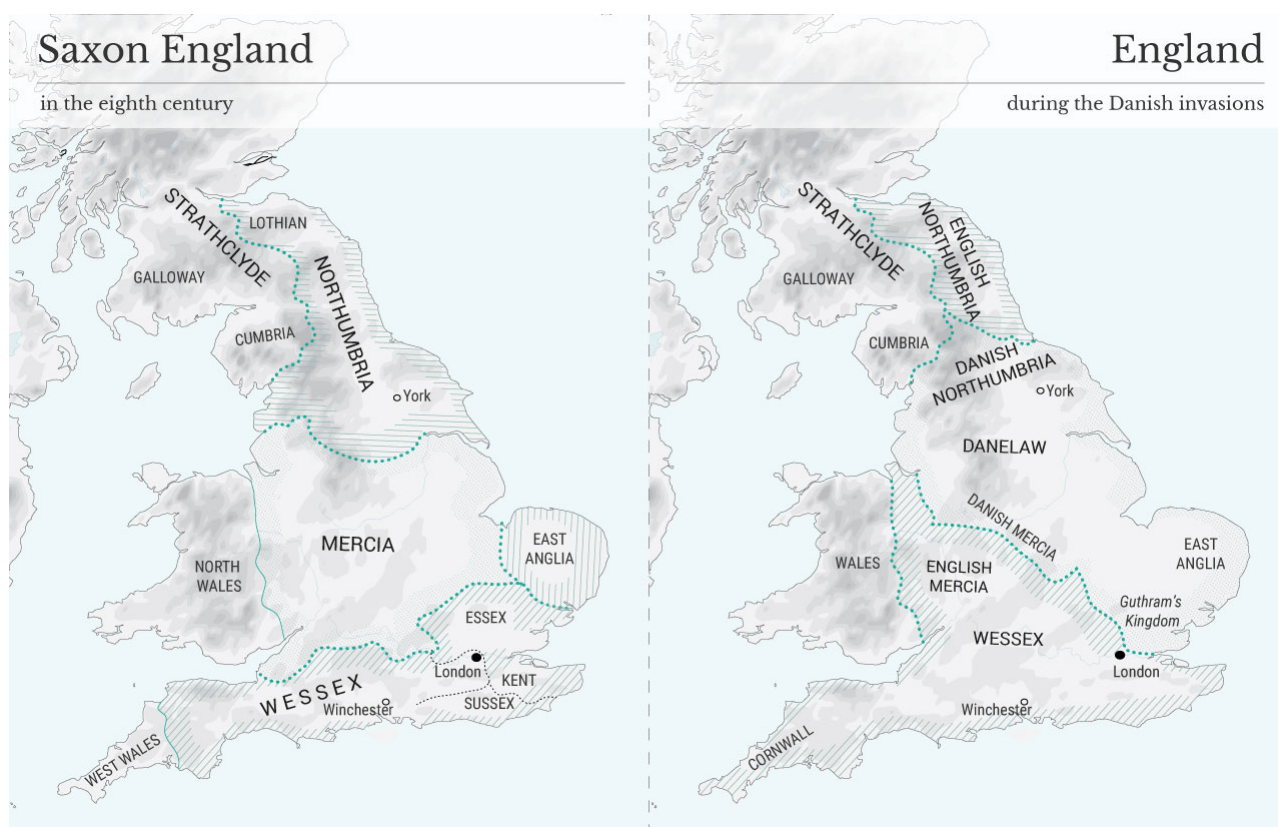 Saxon England
in the eighth century
STRATHCLYDE
LOTHIAN
GALLOWAY
NORTHUMBRIA
CUMBRIA
York
MERCIA
EAST
ANGLIA
NORTH
WALES
ESSEX
London
KENT
WESSEX
SUSSEX
Winchester
WEST WALES
England
during the Danish invasions
STRATHCLYDE
ENGLISH
NORTHUMBRIA
GALLOWAY
CUMBRIA
DANISH
NORTHUMBRIA
York
DANELAW
DANISH MERCIA
EAST
ANGLIA
WALES
ENGLISH
MERCIA
Guthram's
Kingdom
WESSEX
London
Winchester
CORNWALL